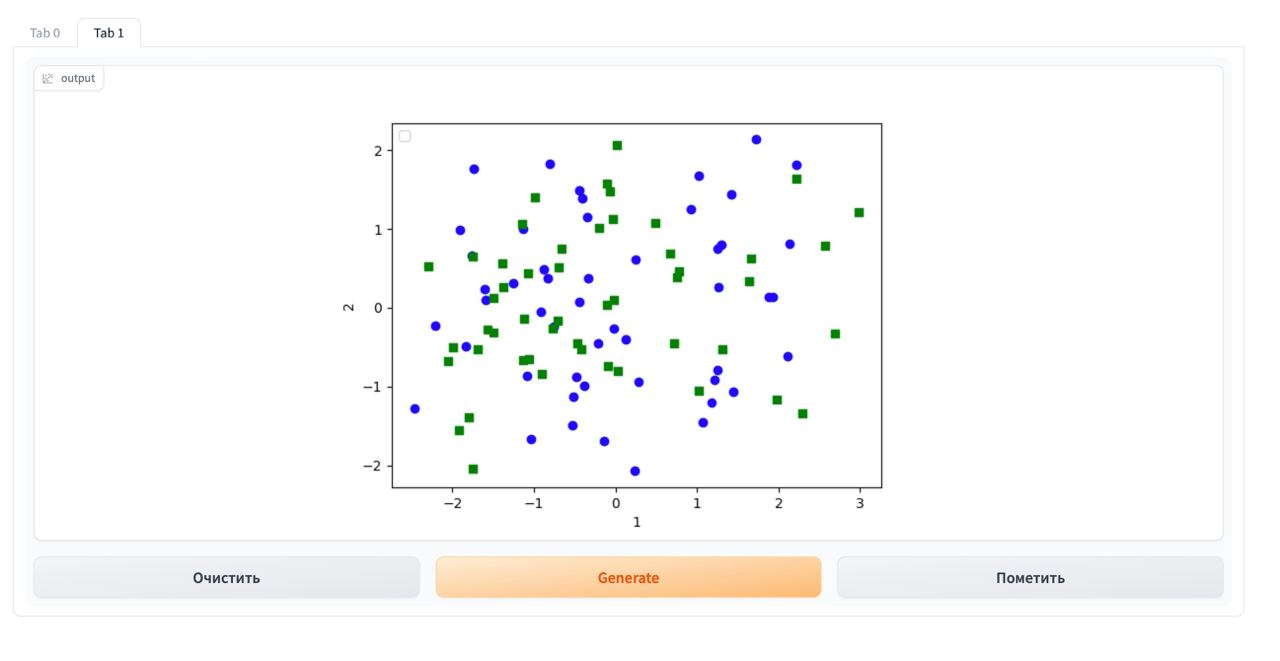 Tab 0 Tab 1
output
2
1
0
−1
−2
2
−2 −1 0 1 2 3
1
Очистить Generate Пометить